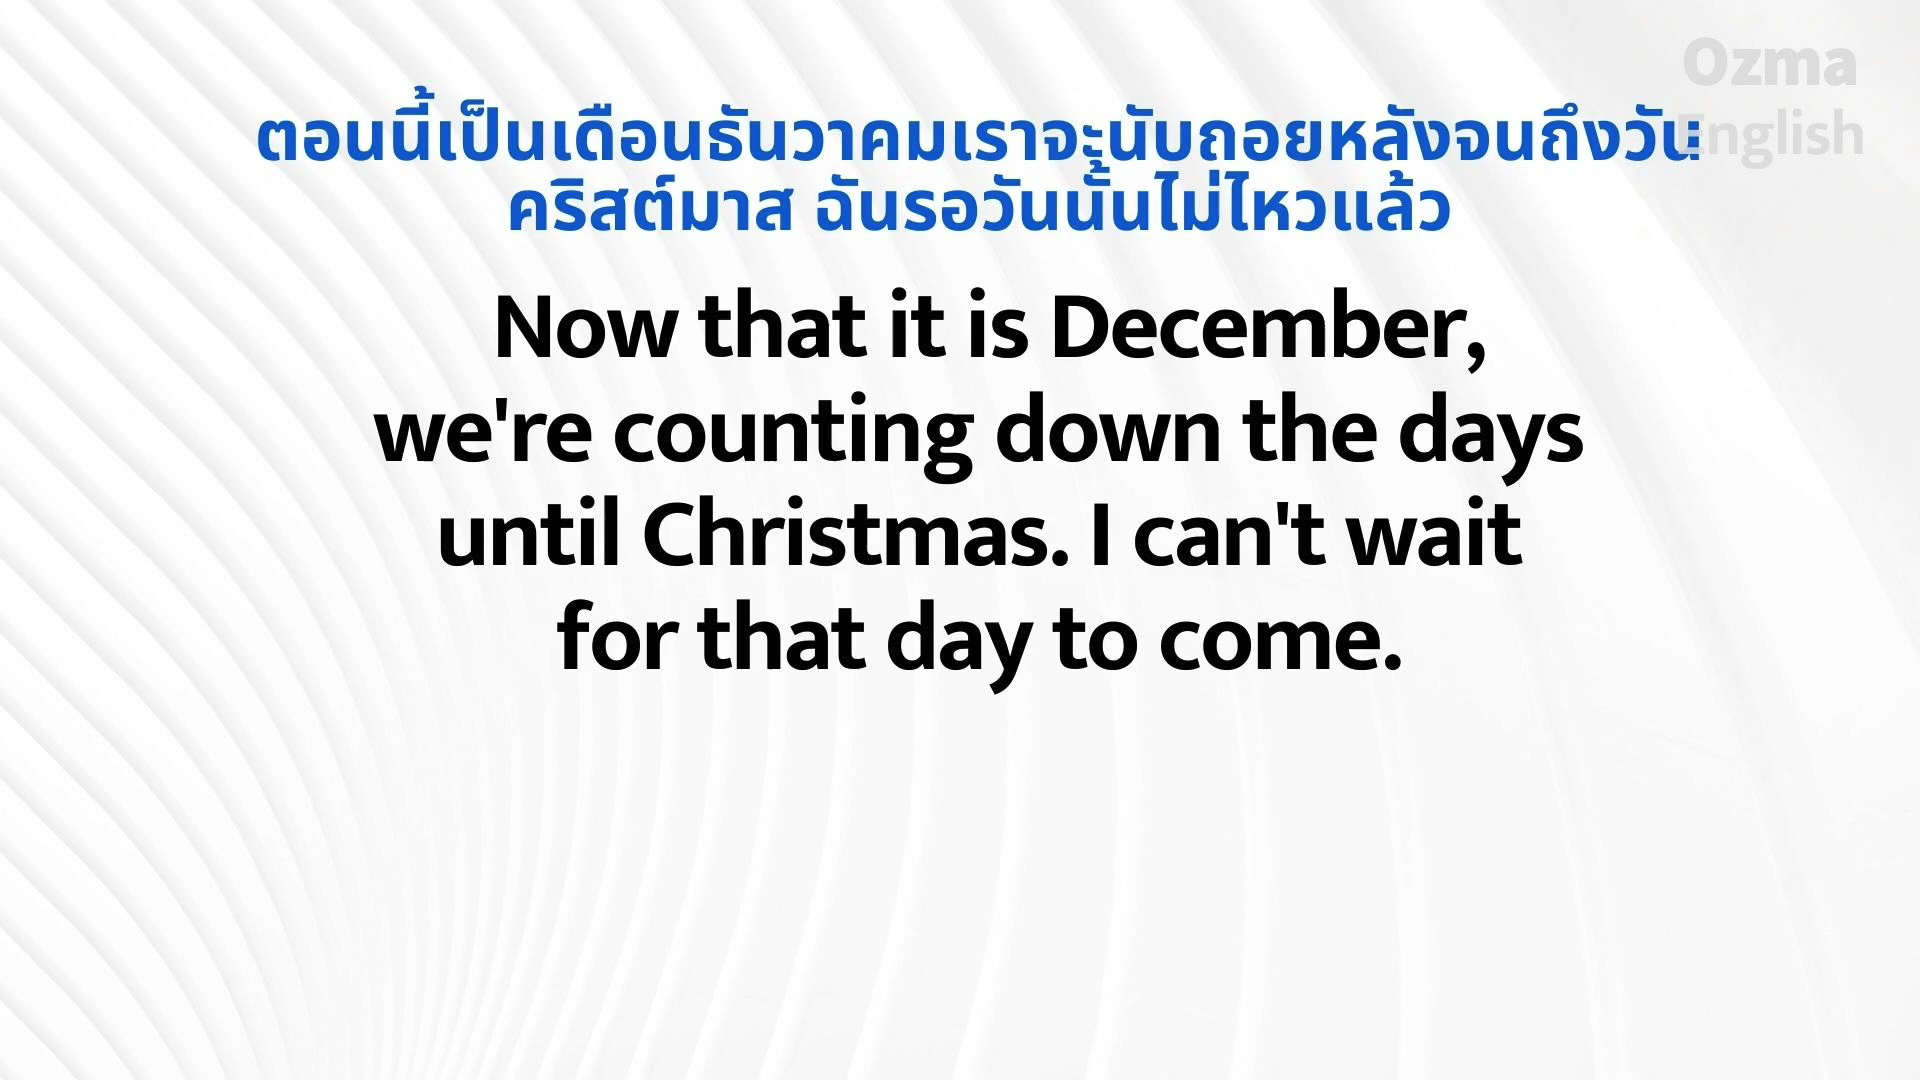 Ozma
English
ตอนนี้เป็นเดือนธันวาคมเราจะนับถอยหลังจนถึงวัน
คริสต์มาส ฉันรอวันนั้นไม่ไหวแล้ว
Now that it is December,
we're counting down the days
until Christmas. I can't wait
for that day to come.